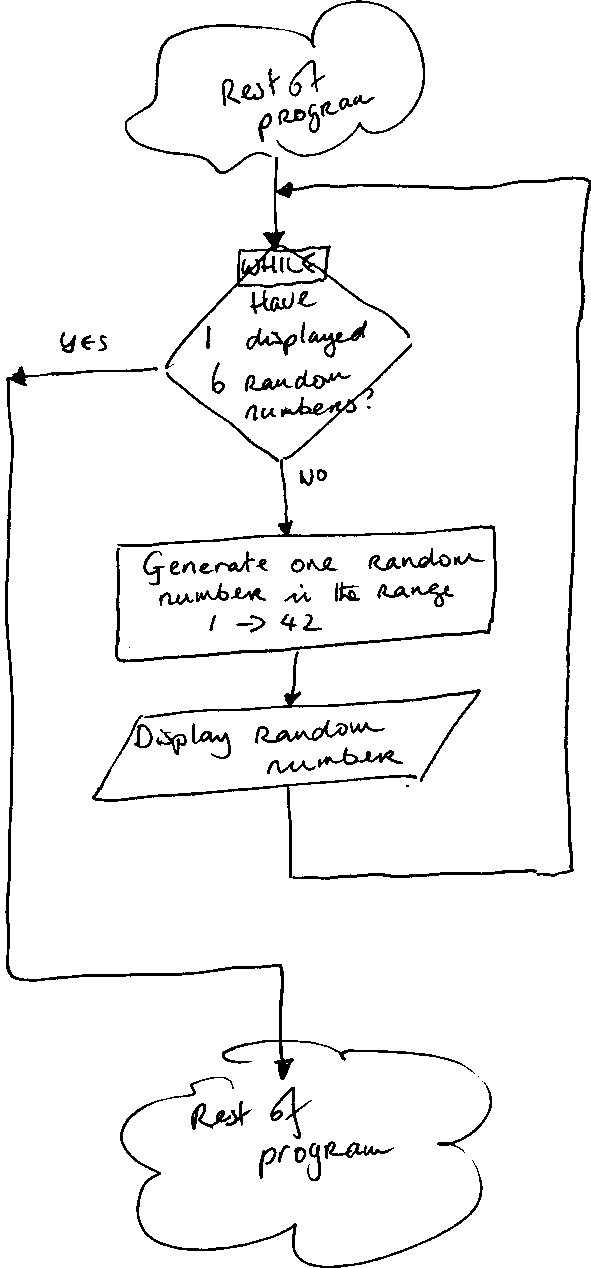 Rest of
program
WHILE
Have
I displayed
6 random
numbers?
YES
NO
Generate one random
number in the range
1 → 42
Display random
number
Rest of
program